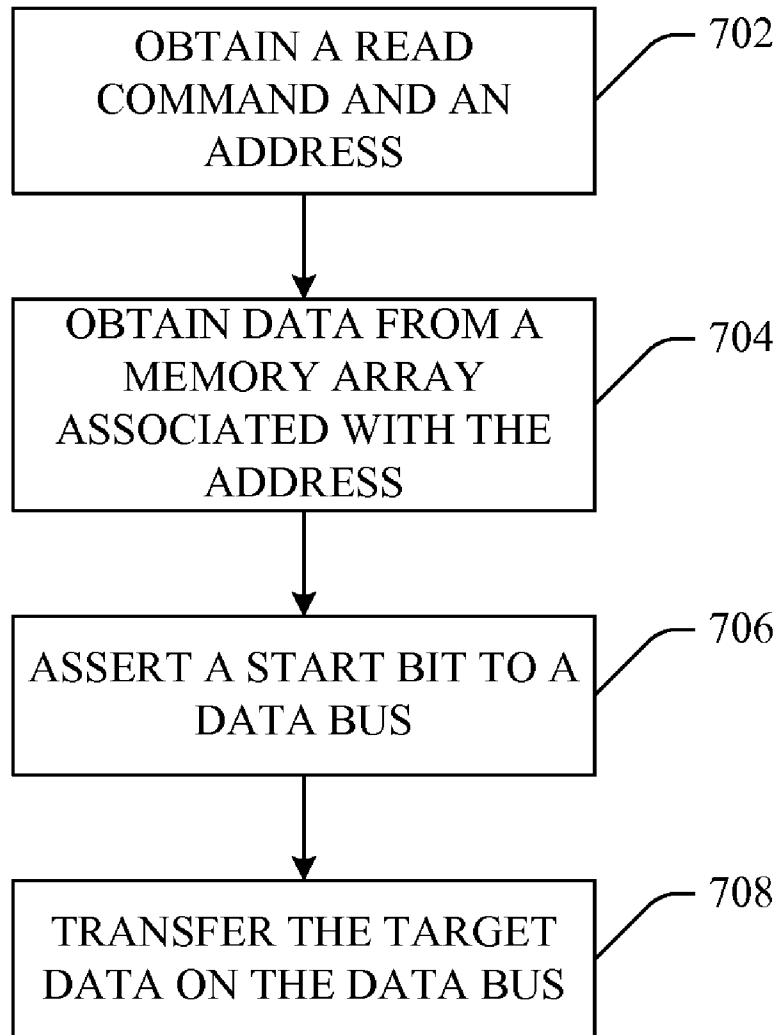 OBTAIN A READ
COMMAND AND AN
ADDRESS
702
OBTAIN DATA FROM A
MEMORY ARRAY
ASSOCIATED WITH THE
ADDRESS
704
ASSERT A START BIT TO A
DATA BUS
706
TRANSFER THE TARGET
DATA ON THE DATA BUS
708